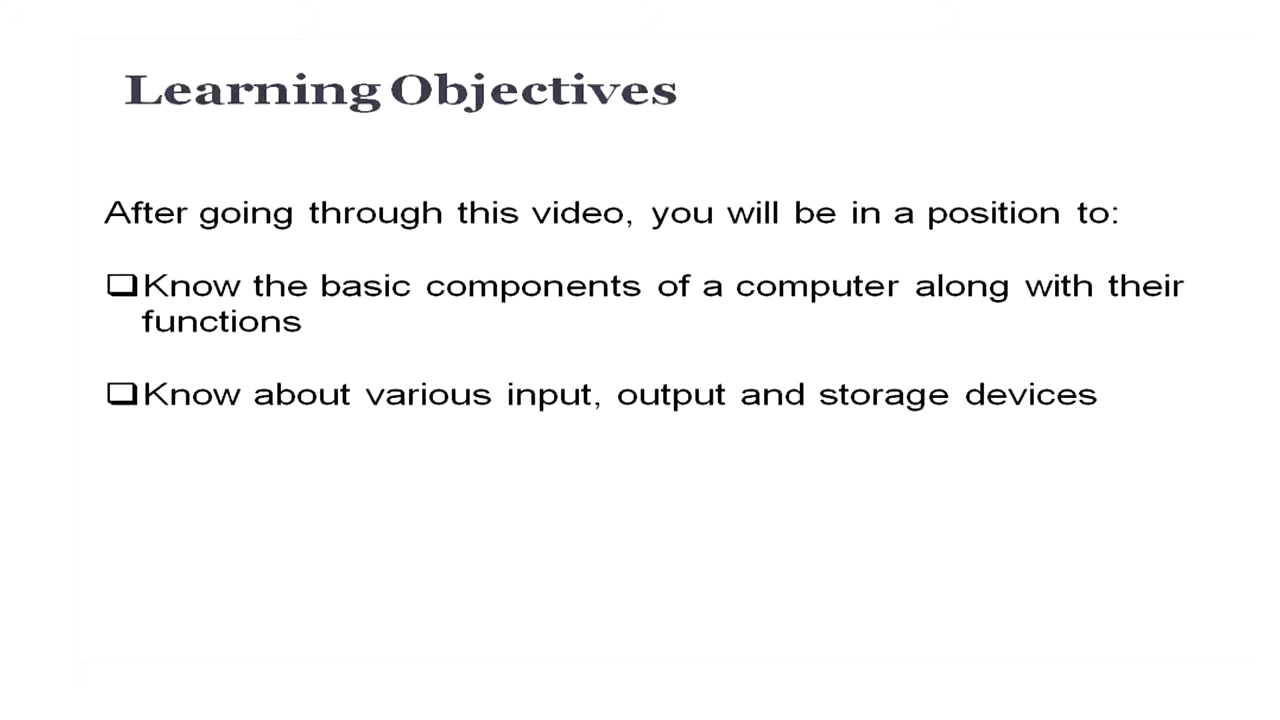 Learning Objectives
After going through this video, you will be in a position to:
❑Know the basic components of a computer along with their
functions
❑Know about various input, output and storage devices